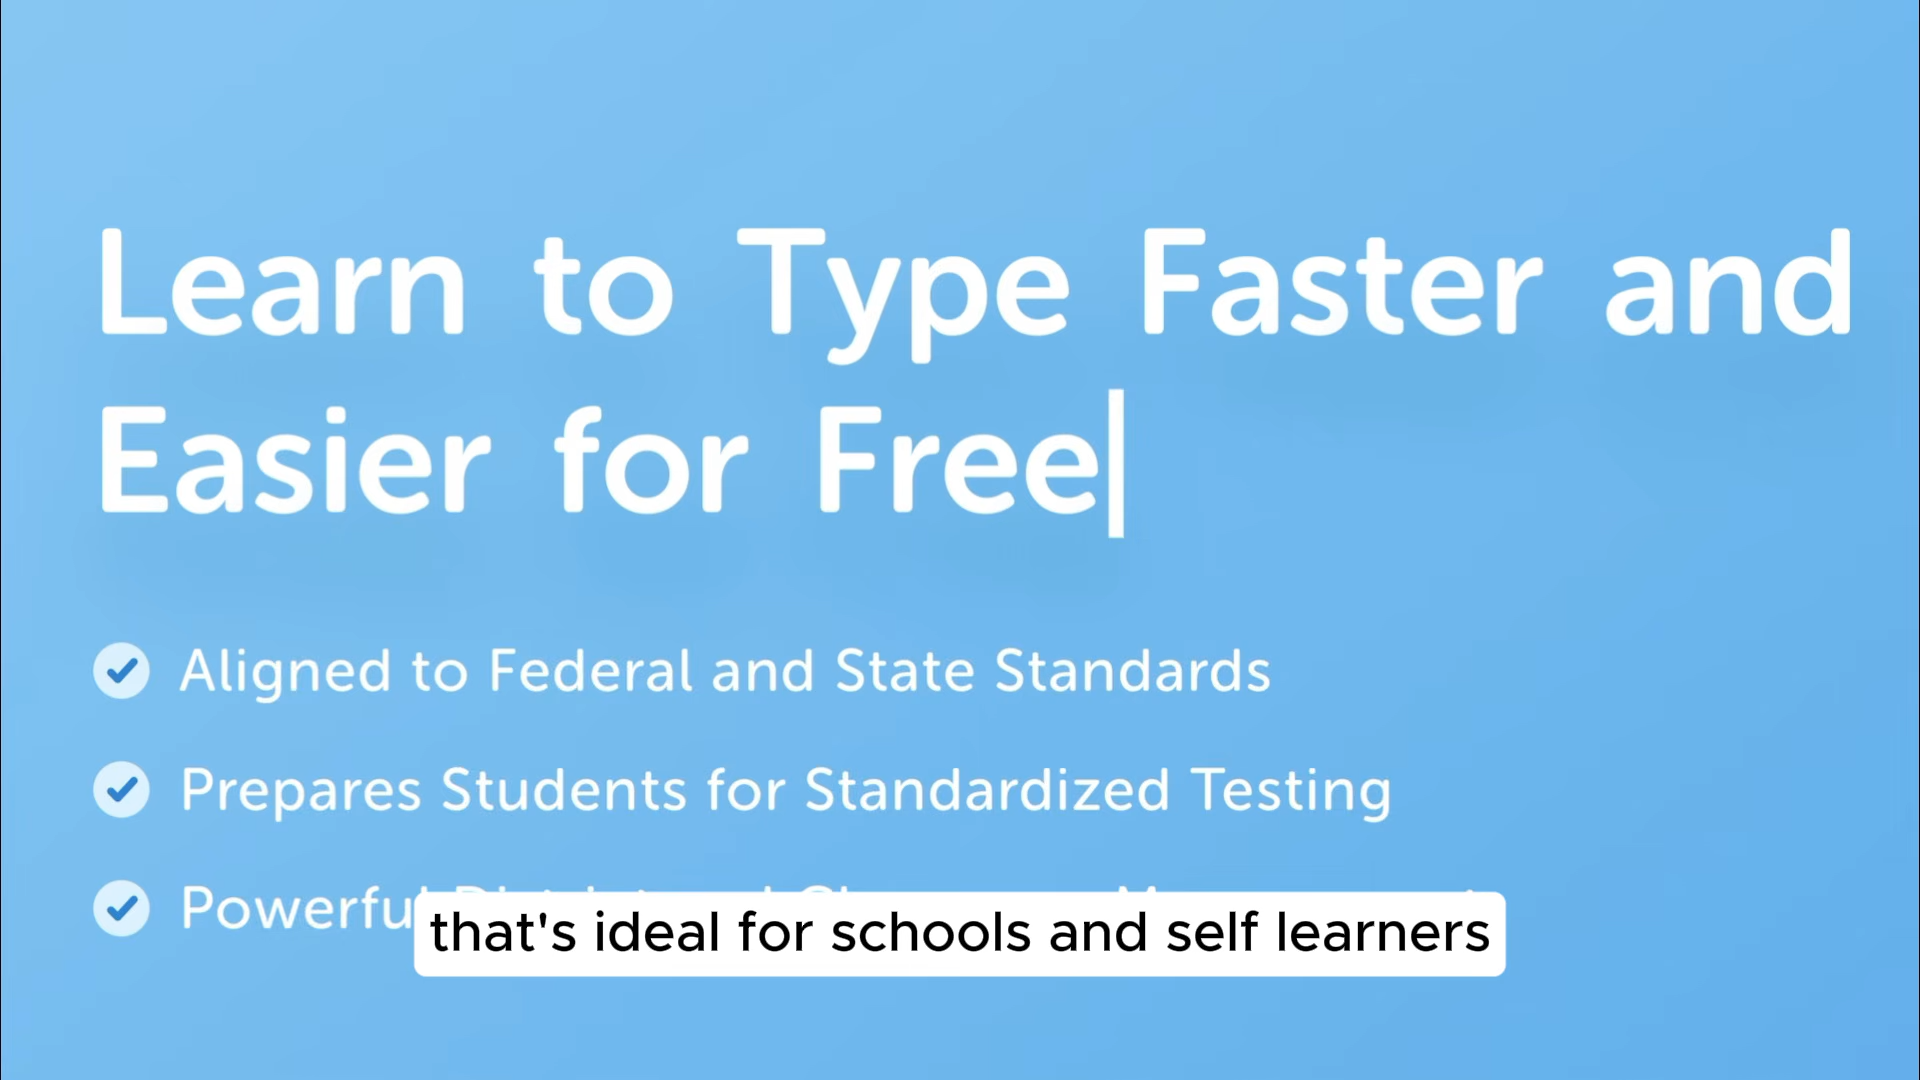 Learn to Type Faster and
Easier for Free
Aligned to Federal and State Standards
Prepares Students for Standardized Testing
that's ideal for schools and self learners